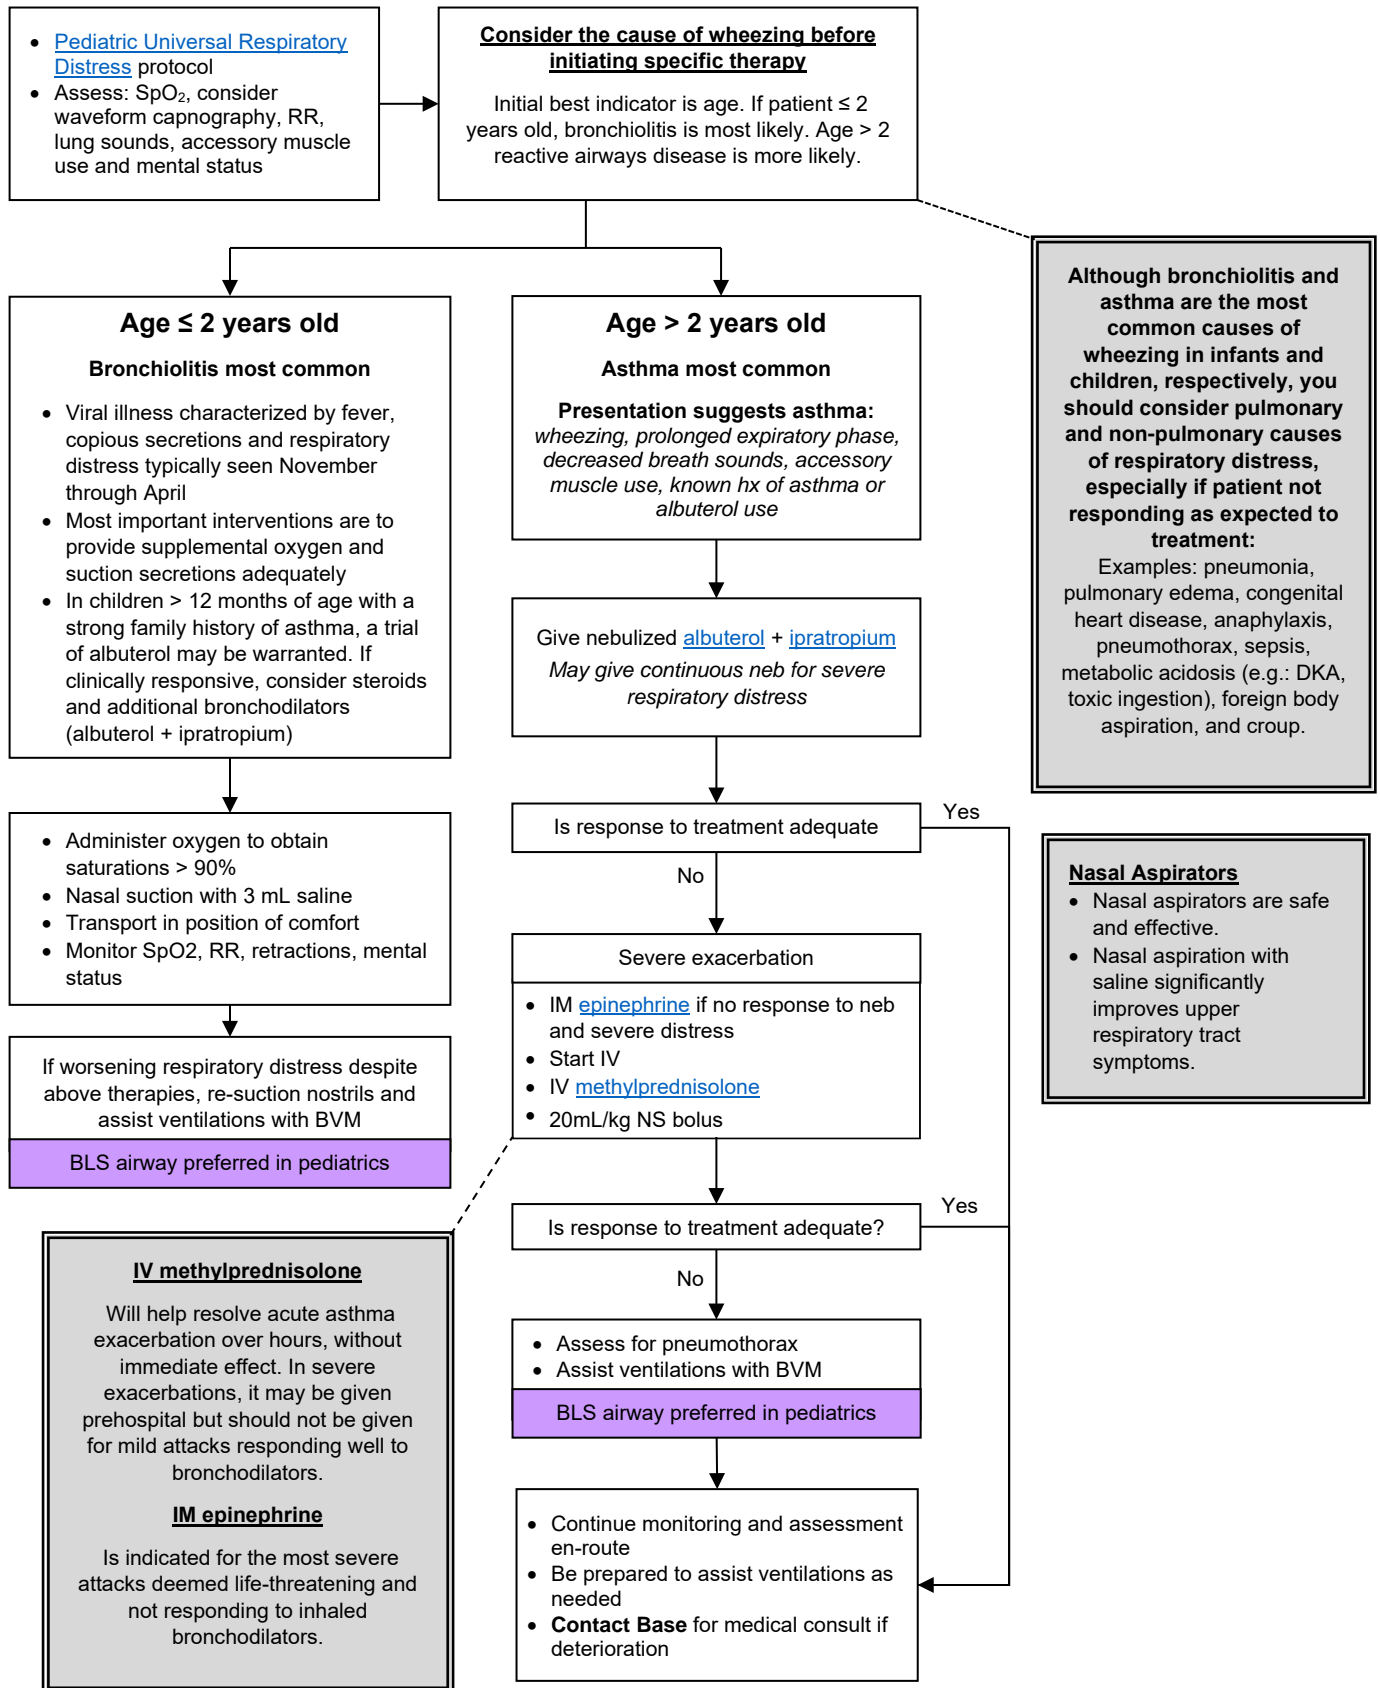 • Pediatric Universal Respiratory
Distress protocol
• Assess: SpO₂, consider
waveform capnography, RR,
lung sounds, accessory muscle
use and mental status
Consider the cause of wheezing before
initiating specific therapy
Initial best indicator is age. If patient ≤ 2
years old, bronchiolitis is most likely. Age > 2
reactive airways disease is more likely.
Although bronchiolitis and
asthma are the most
common causes of
wheezing in infants and
children, respectively, you
should consider pulmonary
and non-pulmonary causes
of respiratory distress,
especially if patient not
responding as expected to
treatment:
Examples: pneumonia,
pulmonary edema, congenital
heart disease, anaphylaxis,
pneumothorax, sepsis,
metabolic acidosis (e.g.: DKA,
toxic ingestion), foreign body
aspiration, and croup.
Age ≤ 2 years old
Bronchiolitis most common
• Viral illness characterized by fever,
copious secretions and respiratory
distress typically seen November
through April
• Most important interventions are to
provide supplemental oxygen and
suction secretions adequately
• In children > 12 months of age with a
strong family history of asthma, a trial
of albuterol may be warranted. If
clinically responsive, consider steroids
and additional bronchodilators
(albuterol + ipratropium)
Age > 2 years old
Asthma most common
Presentation suggests asthma:
wheezing, prolonged expiratory phase,
decreased breath sounds, accessory
muscle use, known hx of asthma or
albuterol use
Give nebulized albuterol + ipratropium
May give continuous neb for severe
respiratory distress
Is response to treatment adequate
Yes
No
• Administer oxygen to obtain
saturations > 90%
• Nasal suction with 3 mL saline
• Transport in position of comfort
• Monitor SpO2, RR, retractions, mental
status
Nasal Aspirators
• Nasal aspirators are safe
and effective.
• Nasal aspiration with
saline significantly
improves upper
respiratory tract
symptoms.
Severe exacerbation
• IM epinephrine if no response to neb
and severe distress
• Start IV
• IV methylprednisolone
• 20mL/kg NS bolus
If worsening respiratory distress despite
above therapies, re-suction nostrils and
assist ventilations with BVM
BLS airway preferred in pediatrics
Is response to treatment adequate?
Yes
No
IV methylprednisolone
Will help resolve acute asthma
exacerbation over hours, without
immediate effect. In severe
exacerbations, it may be given
prehospital but should not be given
for mild attacks responding well to
bronchodilators.
IM epinephrine
Is indicated for the most severe
attacks deemed life-threatening and
not responding to inhaled
bronchodilators.
• Assess for pneumothorax
• Assist ventilations with BVM
BLS airway preferred in pediatrics
• Continue monitoring and assessment
en-route
• Be prepared to assist ventilations as
needed
• Contact Base for medical consult if
deterioration